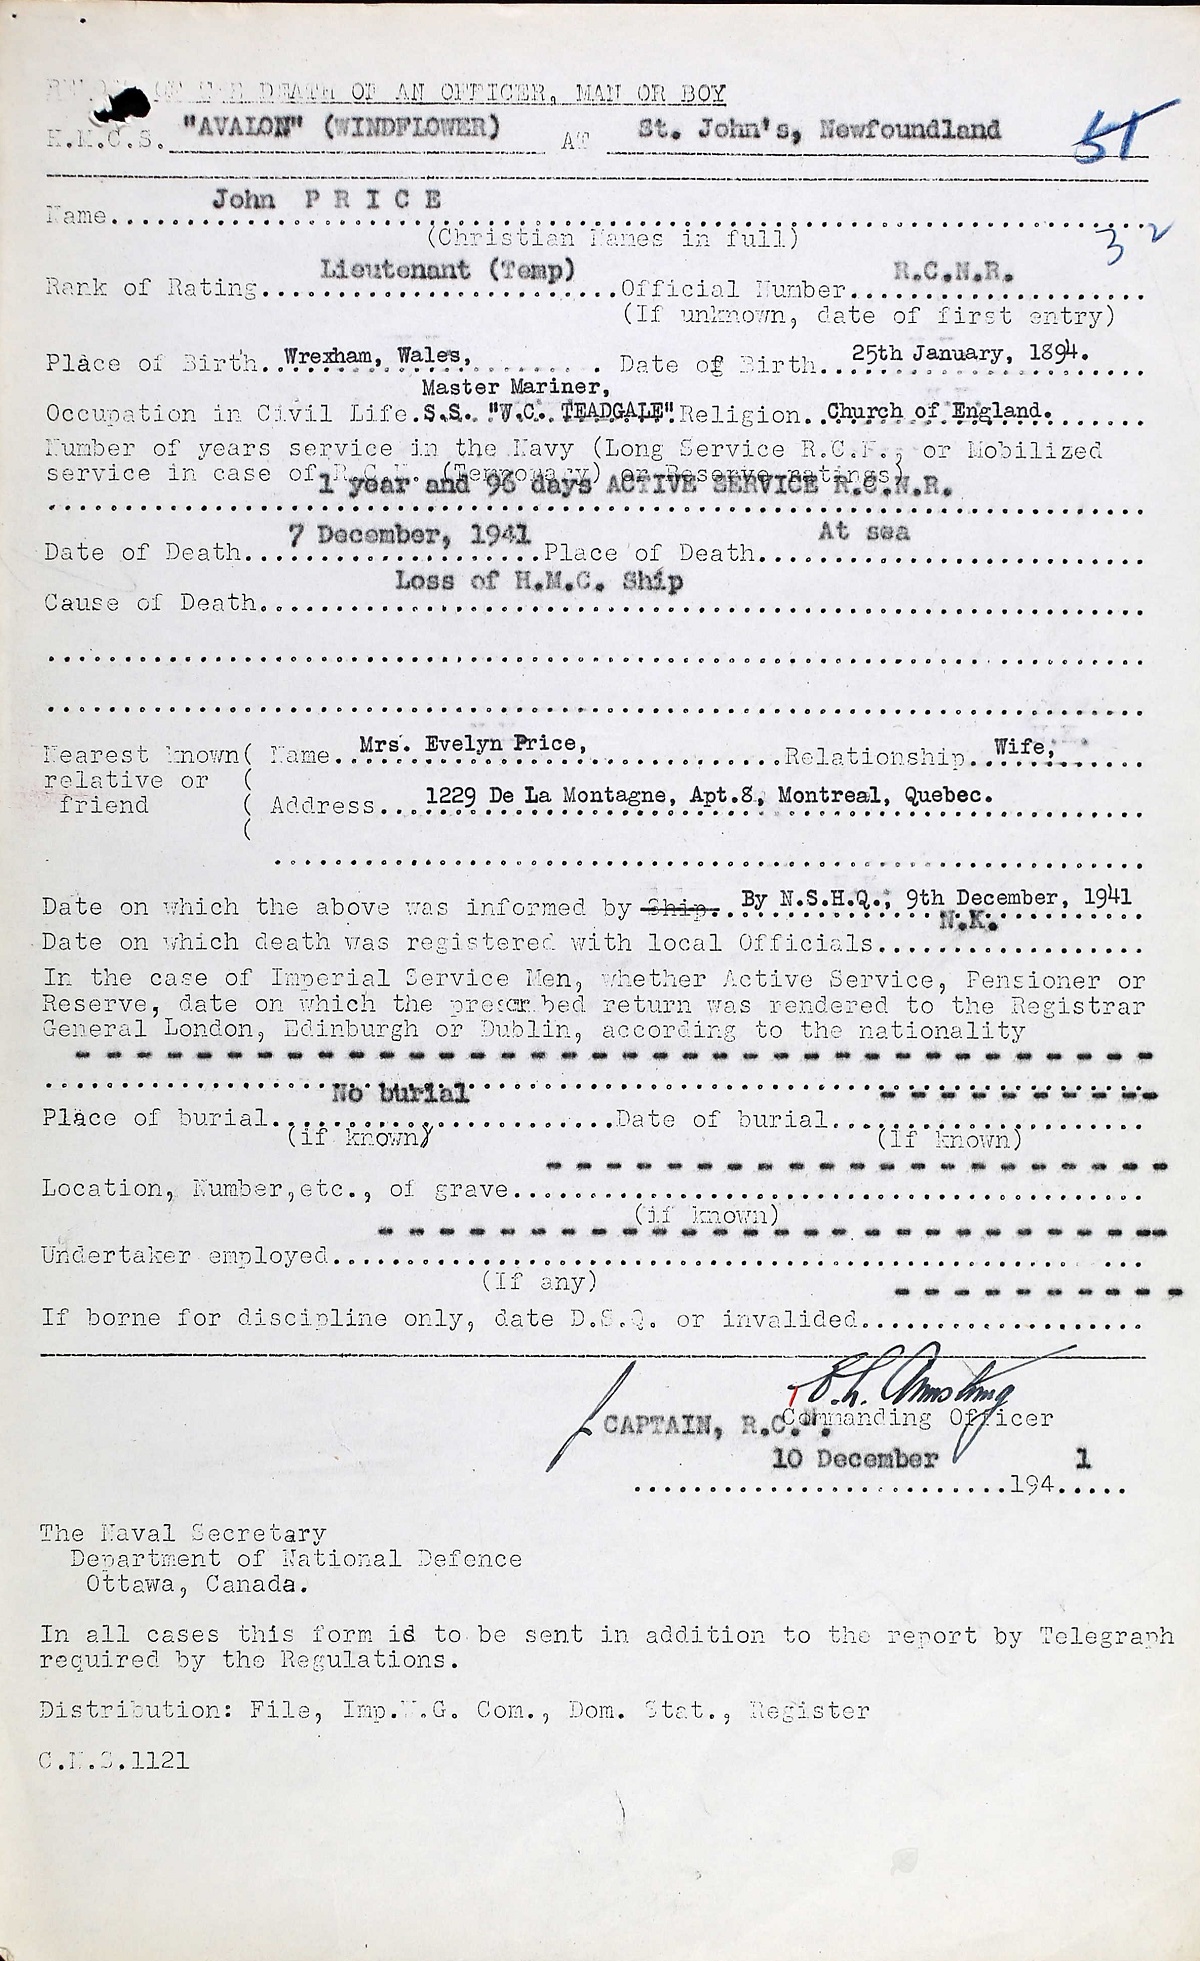 OF THE DEATH OF AN OFFICER, MAN OR BOY
H.M.C.S. "AVALON" (WINDFLOWER) AT St. John's, Newfoundland
51
Name John P R I C E
(Christian Names in full)
32
Rank of Rating Lieutenant (Temp) Official Number R.C.N.R.
(If unknown, date of first entry)
Place of Birth Wrexham, Wales, Date of Birth 25th January, 1894.
Master Mariner,
Occupation in Civil Life S.S. "W.C. TEADGALE" Religion Church of England.
Number of years service in the Navy (Long Service R.C.N., or Mobilized
service in case of R.C.N. (Temporary) or Reserve ratings)
1 year and 96 days ACTIVE SERVICE R.C.N.R.
Date of Death 7 December, 1941 Place of Death At sea
Cause of Death Loss of H.M.C. Ship
Nearest known ( Name Mrs. Evelyn Price, Relationship Wife,
relative or (
friend ( Address 1229 De La Montagne, Apt.8, Montreal, Quebec.
(
Date on which the above was informed by Ship. By N.S.H.Q., 9th December, 1941
Date on which death was registered with local Officials N.K.
In the case of Imperial Service Men, whether Active Service, Pensioner or
Reserve, date on which the prescribed return was rendered to the Registrar
General London, Edinburgh or Dublin, according to the nationality
Place of burial No burial Date of burial
(if known) (If known)
Location, Number,etc., of grave
(if known)
Undertaker employed
(If any)
If borne for discipline only, date D.S.Q. or invalided
Commanding Officer
CAPTAIN, R.C.N.
10 December 1941
The Naval Secretary
Department of National Defence
Ottawa, Canada.
In all cases this form is to be sent in addition to the report by Telegraph
required by the Regulations.
Distribution: File, Imp.W.G. Com., Dom. Stat., Register
C.N.S.1121